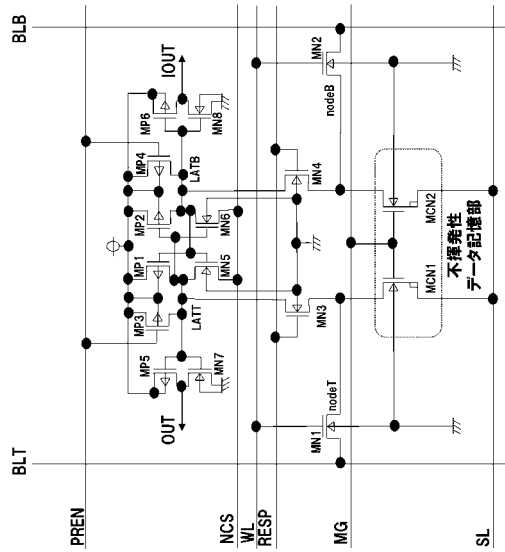 BLB
IOUT
MP6
MN8
MN2
nodeB
MP4
LATB
MN4
MP2
MN6
MCN2
不揮発性
データ記憶部
MP1
MN5
MCN1
MP3
LATT
MN3
MP5
MN7
OUT
nodeT
MN1
BLT
PREN
NCS
WL
RESP
MG
SL